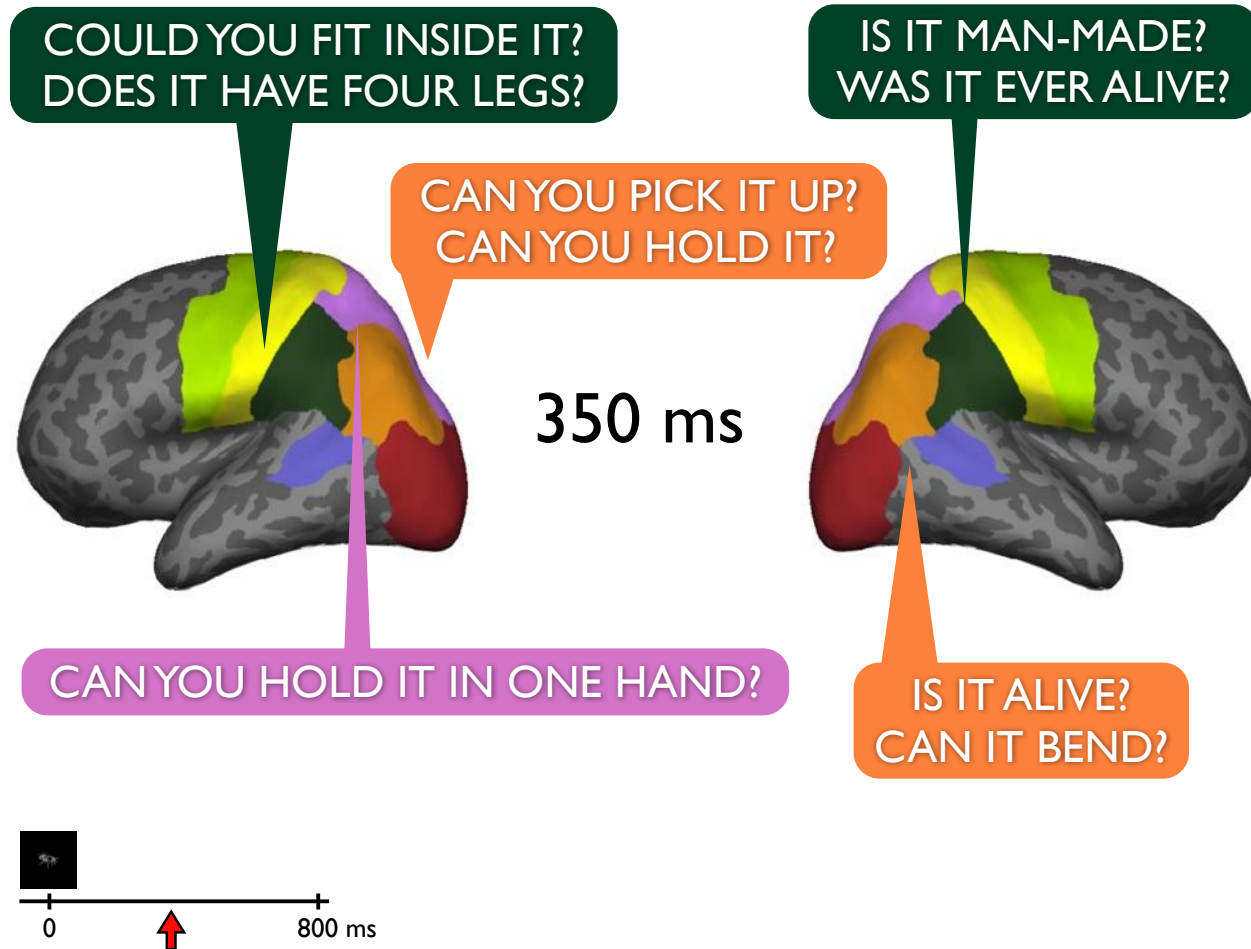 COULD YOU FIT INSIDE IT?
DOES IT HAVE FOUR LEGS?
IS IT MAN-MADE?
WAS IT EVER ALIVE?
CAN YOU PICK IT UP?
CAN YOU HOLD IT?
350 ms
CAN YOU HOLD IT IN ONE HAND?
IS IT ALIVE?
CAN IT BEND?
0
800 ms